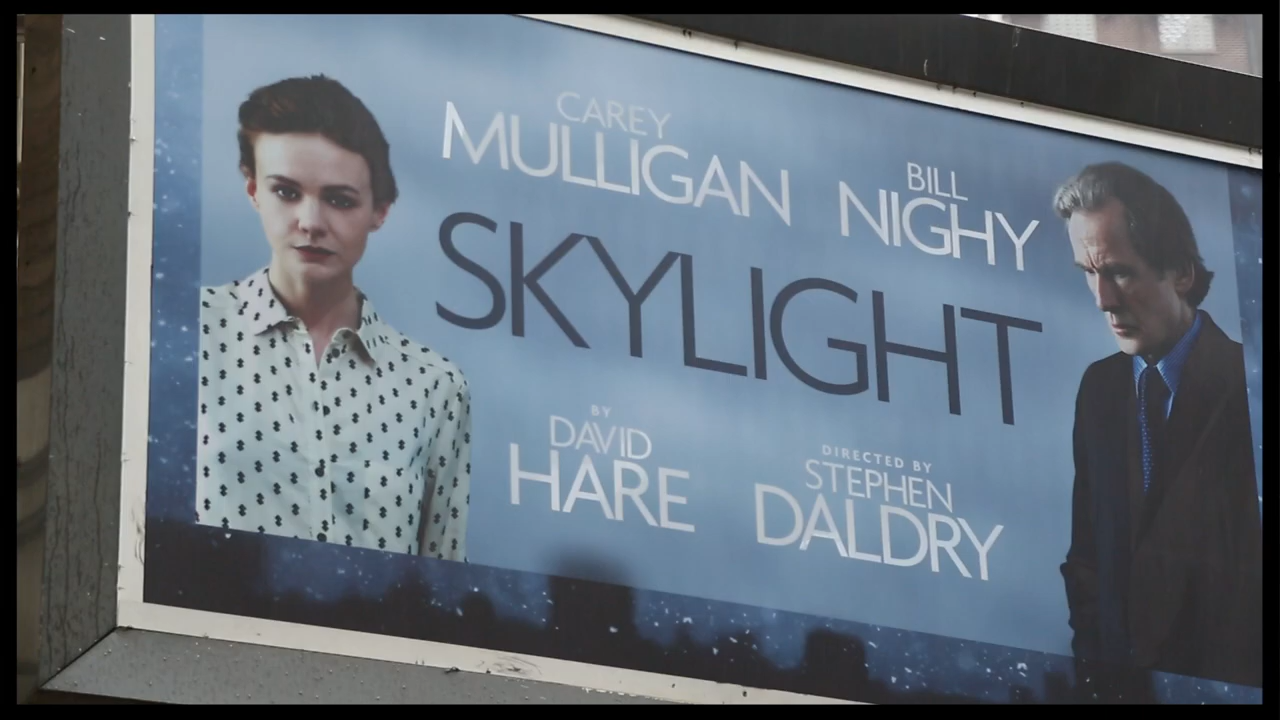 CAREY
MULLIGAN
BILL
NIGHY
SKYLIGHT
BY
DAVID
HARE
DIRECTED BY
STEPHEN
DALDRY